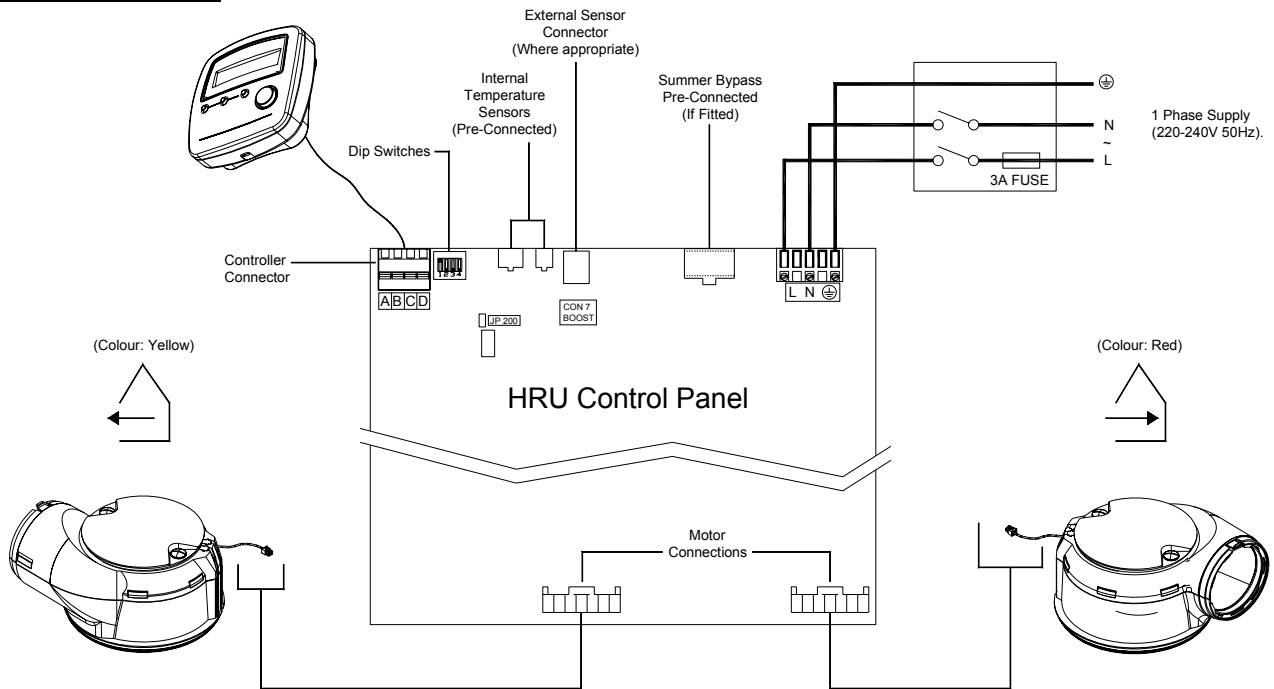 External Sensor
Connector
(Where appropriate)
Internal
Temperature
Sensors
(Pre-Connected)
Summer Bypass
Pre-Connected
(If Fitted)
Dip Switches
N
~
L
1 Phase Supply
(220-240V 50Hz).
3A FUSE
Controller
Connector
1 2 3 4
A B C D
L N
CON 7
BOOST
JP 200
(Colour: Yellow)
(Colour: Red)
HRU Control Panel
Motor
Connections